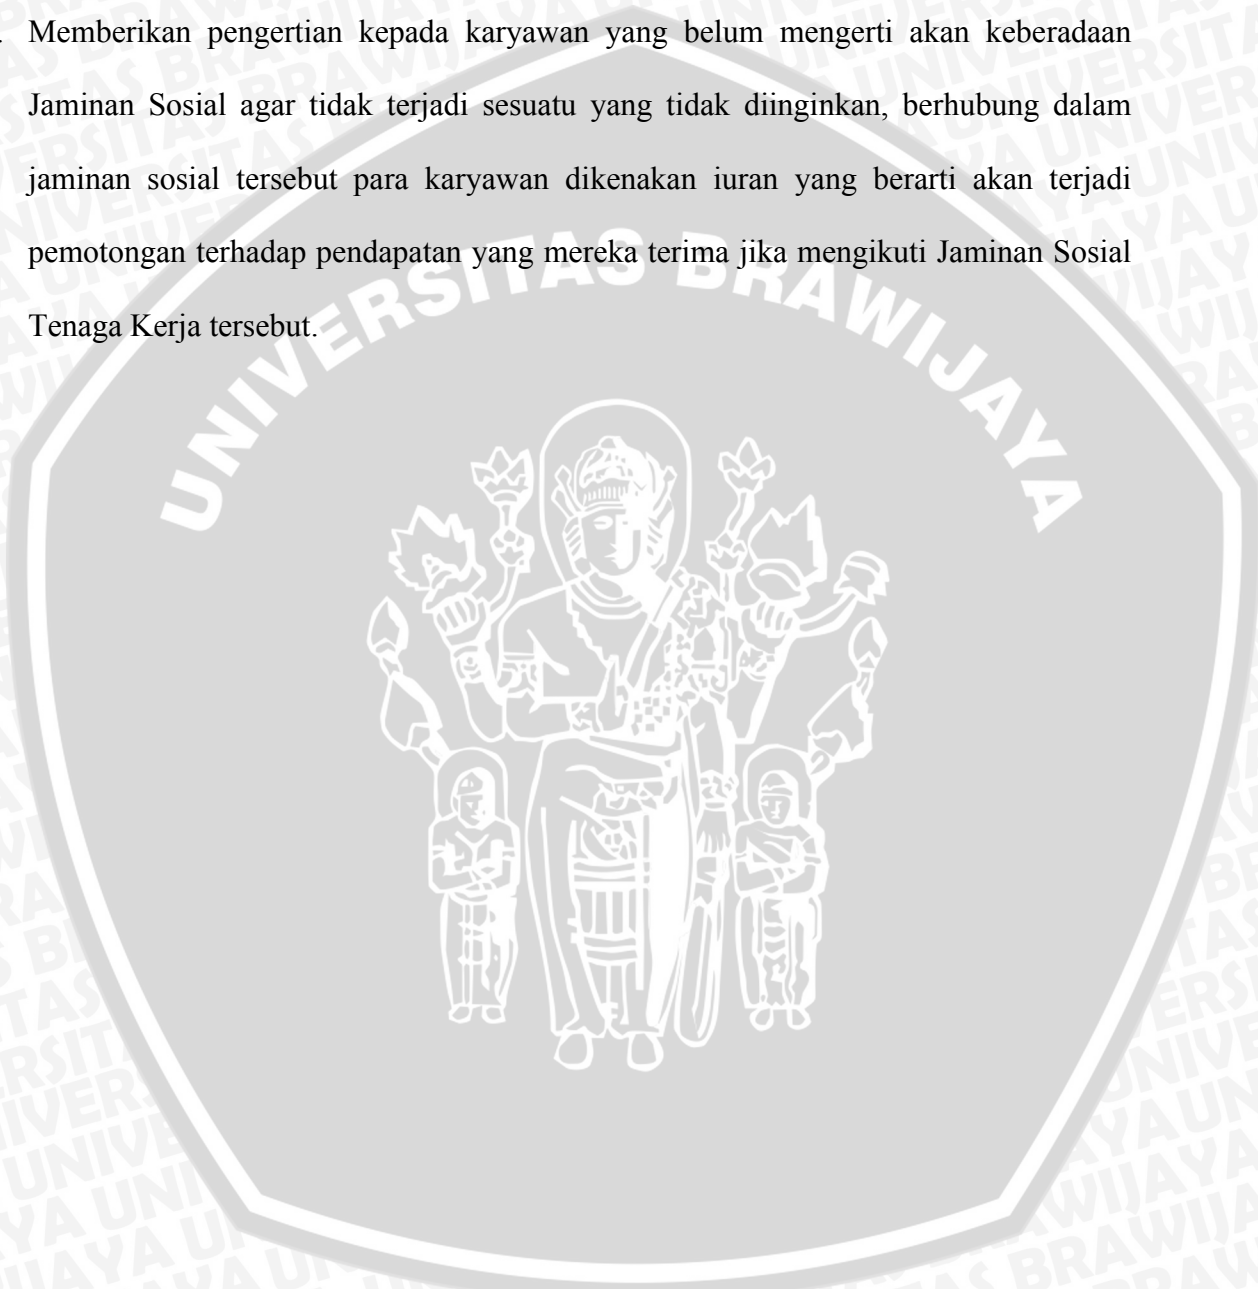 . Memberikan pengertian kepada karyawan yang belum mengerti akan keberadaan
Jaminan Sosial agar tidak terjadi sesuatu yang tidak diinginkan, berhubung dalam
jaminan sosial tersebut para karyawan dikenakan iuran yang berarti akan terjadi
pemotongan terhadap pendapatan yang mereka terima jika mengikuti Jaminan Sosial
Tenaga Kerja tersebut.
UNIVERSITAS BRAWIJAYA